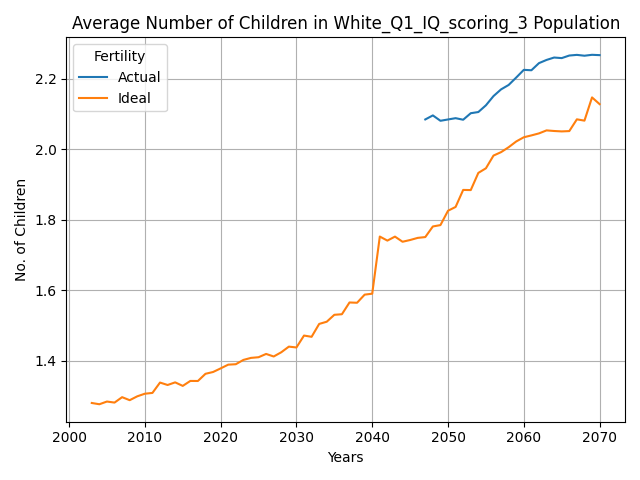 Average Number of Children in White_Q1_IQ_scoring_3 Population
Fertility
Actual
Ideal
No. of Children
2.2
2.0
1.8
1.6
1.4
2000 2010 2020 2030 2040 2050 2060 2070
Years